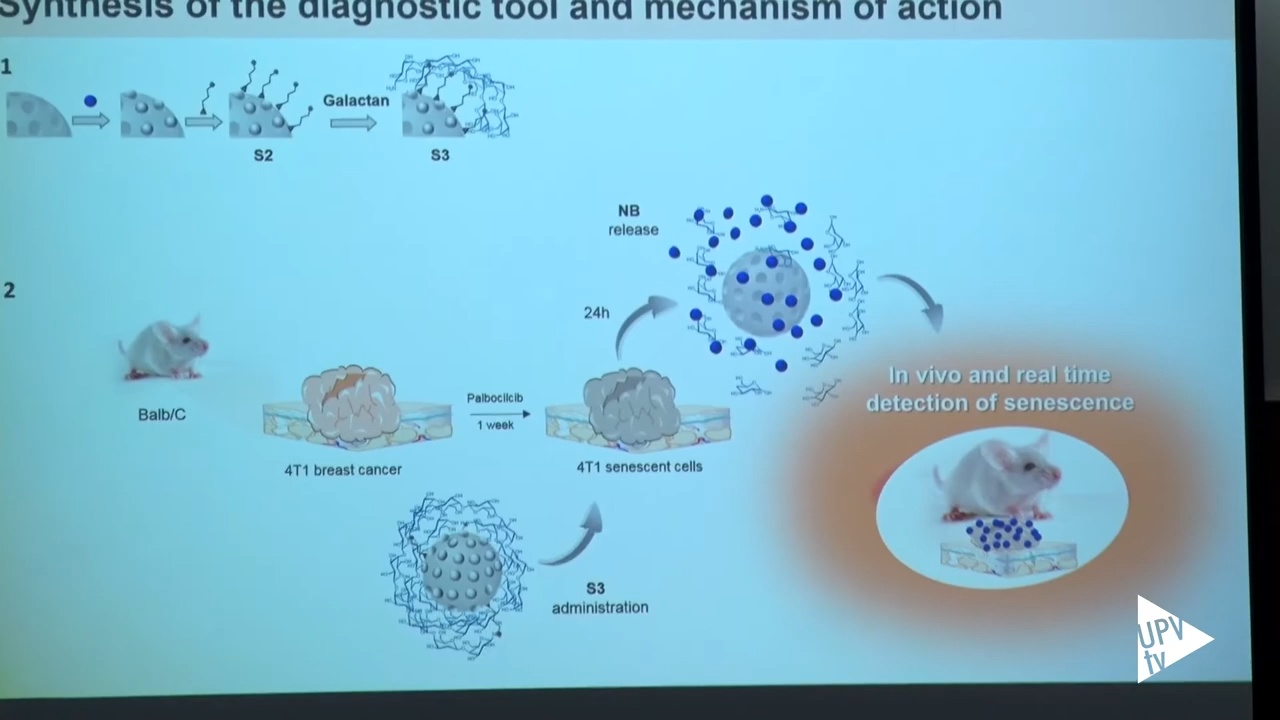 Synthesis of the diagnostic tool and mechanism of action
1
Galactan
S2
S3
NB
release
2
24h
In vivo and real time
detection of senescence
Palbocilcib
1 week
Balb/C
4T1 breast cancer
4T1 senescent cells
S3
administration
UPV
tv